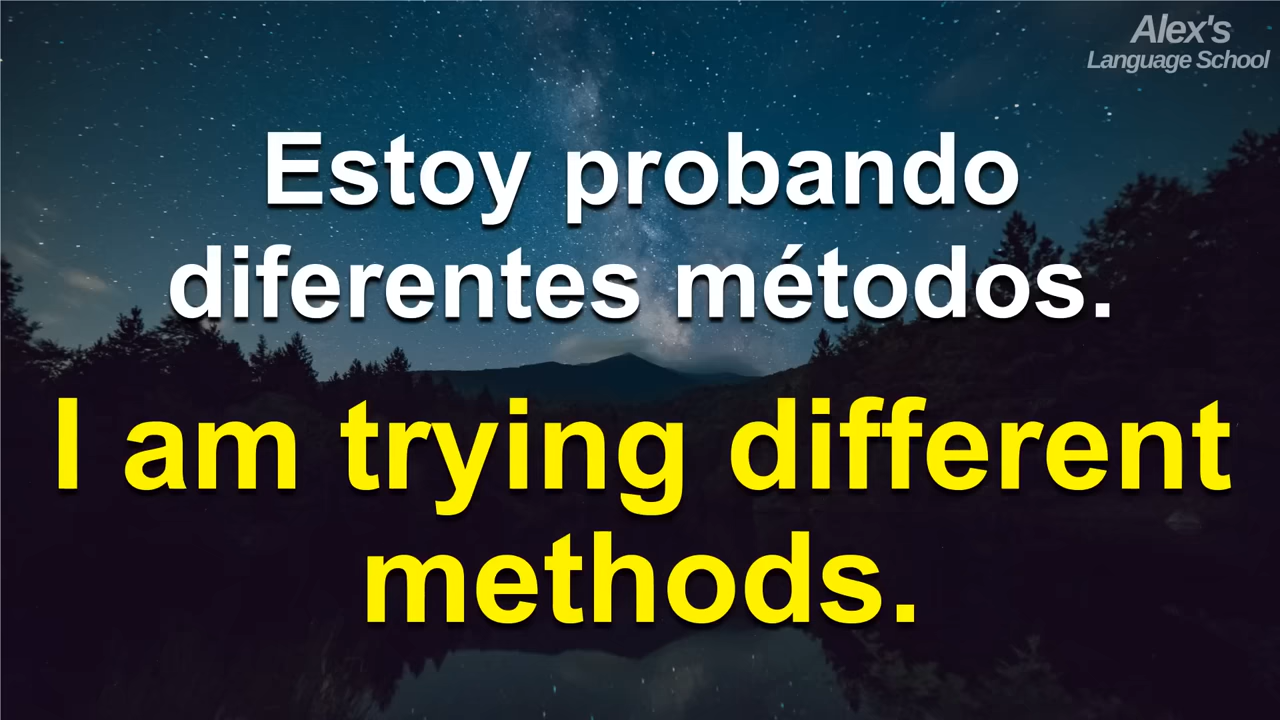 Alex's
Language School
Estoy probando
diferentes métodos.
I am trying different
methods.